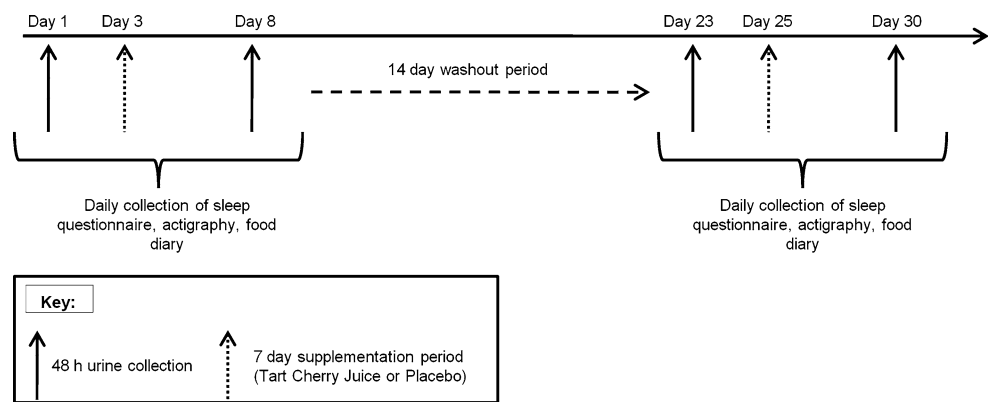 Day 1
Day 3
Day 8
Day 23
Day 25
Day 30
14 day washout period
Daily collection of sleep
questionnaire, actigraphy, food
diary
Daily collection of sleep
questionnaire, actigraphy, food
diary
Key:
48 h urine collection
7 day supplementation period
(Tart Cherry Juice or Placebo)